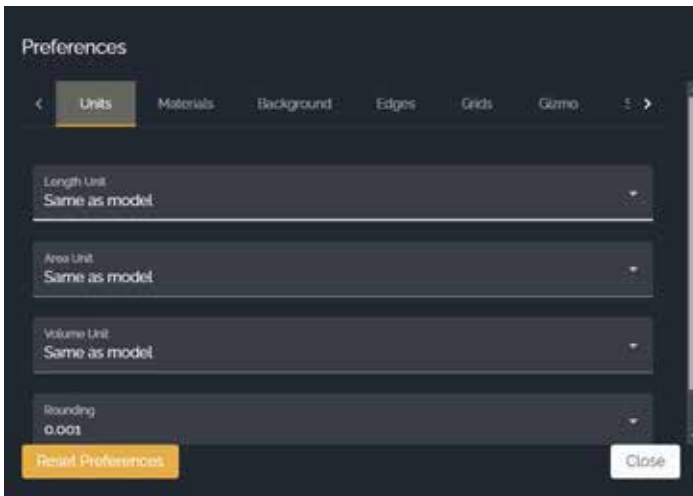 Preferences
Units Materials Background Edges Grids Gizmo
Length Unit
Same as model
Area Unit
Same as model
Volume Unit
Same as model
Rounding
0.001
Reset Preferences Close